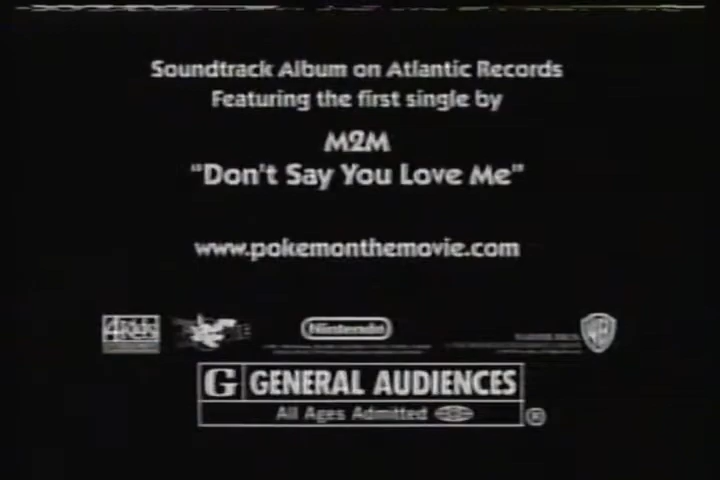 Soundtrack Album on Atlantic Records
Featuring the first single by
M2M
"Don't Say You Love Me"
www.pokemonthemovie.com
4Kids
Nintendo
WB
G GENERAL AUDIENCES
All Ages Admitted
®